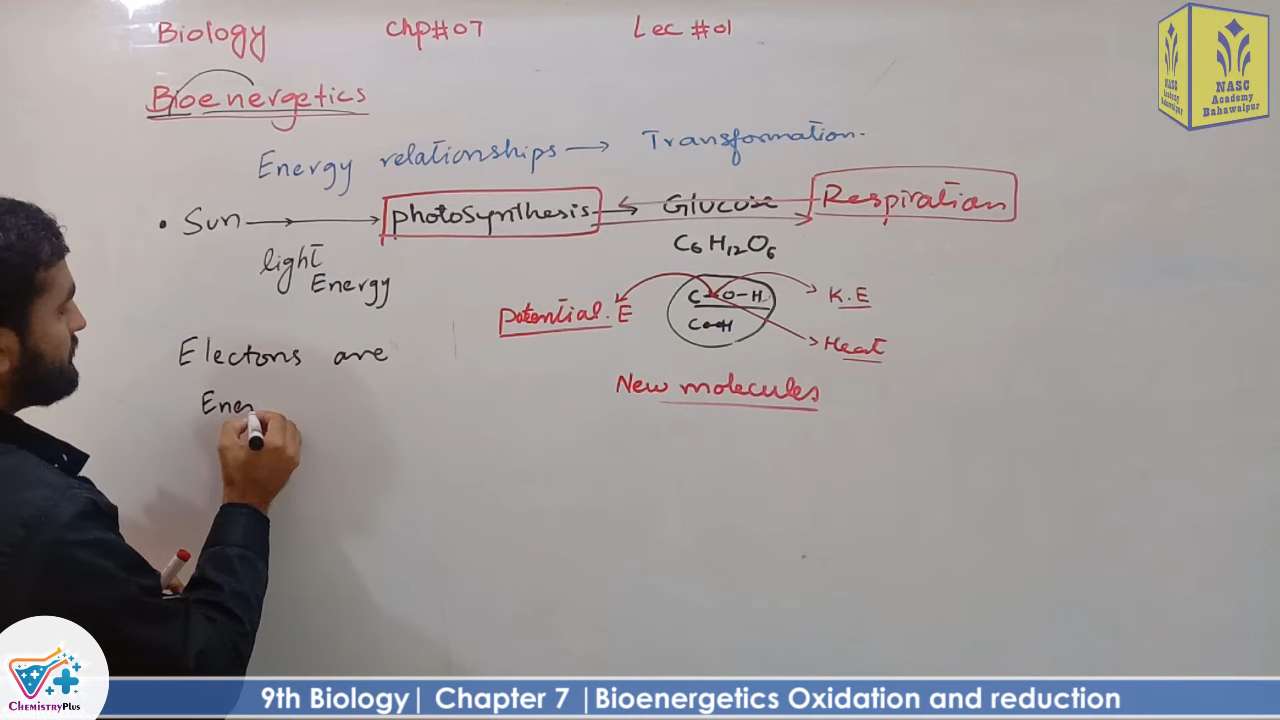 Biology Chp#07 Lec #01
Bioenergetics
Energy relationships → Transformation.
• Sun → photosynthesis → Glucose Respiration
light Energy
C6H12O6
C-O-H
C-H
Potential. E
K.E
Heat
New molecules
Electons are
Ene
NASC
Academy
Bahawalpur
CHEMISTRYPLUS
9th Biology| Chapter 7 |Bioenergetics Oxidation and reduction